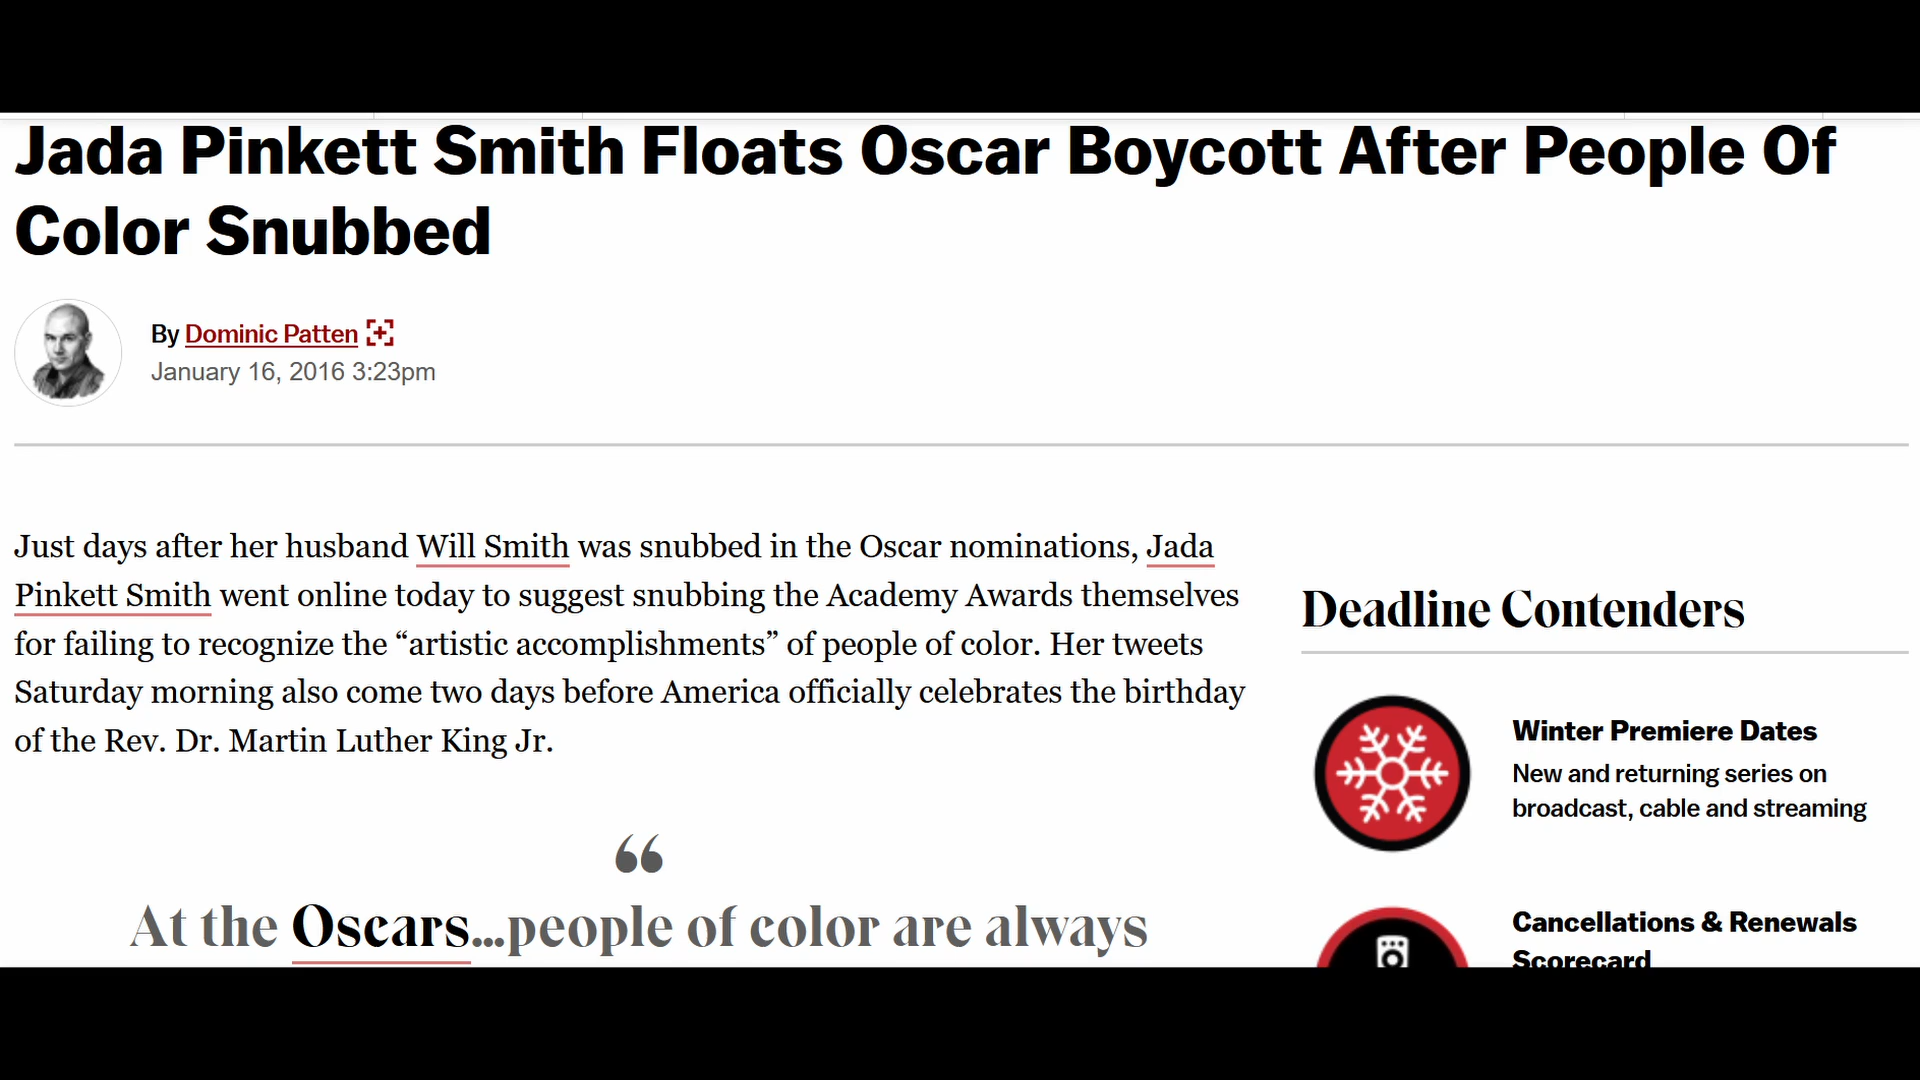 Jada Pinkett Smith Floats Oscar Boycott After People Of
Color Snubbed
By Dominic Patten
January 16, 2016 3:23pm
Just days after her husband Will Smith was snubbed in the Oscar nominations, Jada
Pinkett Smith went online today to suggest snubbing the Academy Awards themselves
for failing to recognize the “artistic accomplishments” of people of color. Her tweets
Saturday morning also come two days before America officially celebrates the birthday
of the Rev. Dr. Martin Luther King Jr.
“
At the Oscars...people of color are always
Deadline Contenders
Winter Premiere Dates
New and returning series on
broadcast, cable and streaming
Cancellations & Renewals
Scorecard